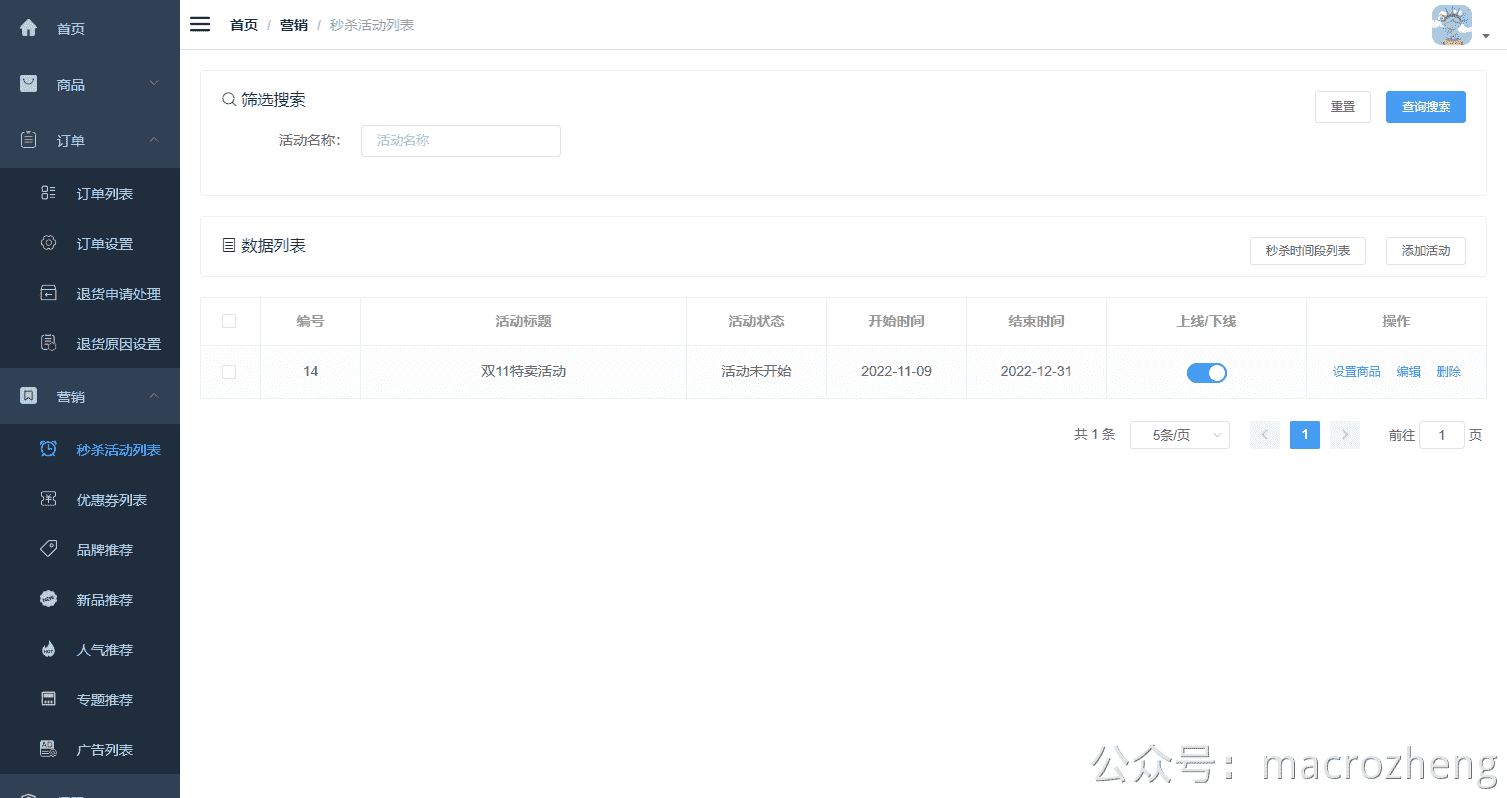 首页
商品
订单
订单列表
订单设置
退货申请处理
退货原因设置
营销
秒杀活动列表
优惠券列表
品牌推荐
新品推荐
人气推荐
专题推荐
广告列表
首页 / 营销 / 秒杀活动列表
筛选搜索
重置 查询搜索
活动名称： 活动名称
数据列表
秒杀时间段列表 添加活动
编号 活动标题 活动状态 开始时间 结束时间 上线/下线 操作
14 双11特卖活动 活动未开始 2022-11-09 2022-12-31 设置商品 编辑 删除
共 1 条 5条/页 1 前往 1 页
公众号：macrozheng